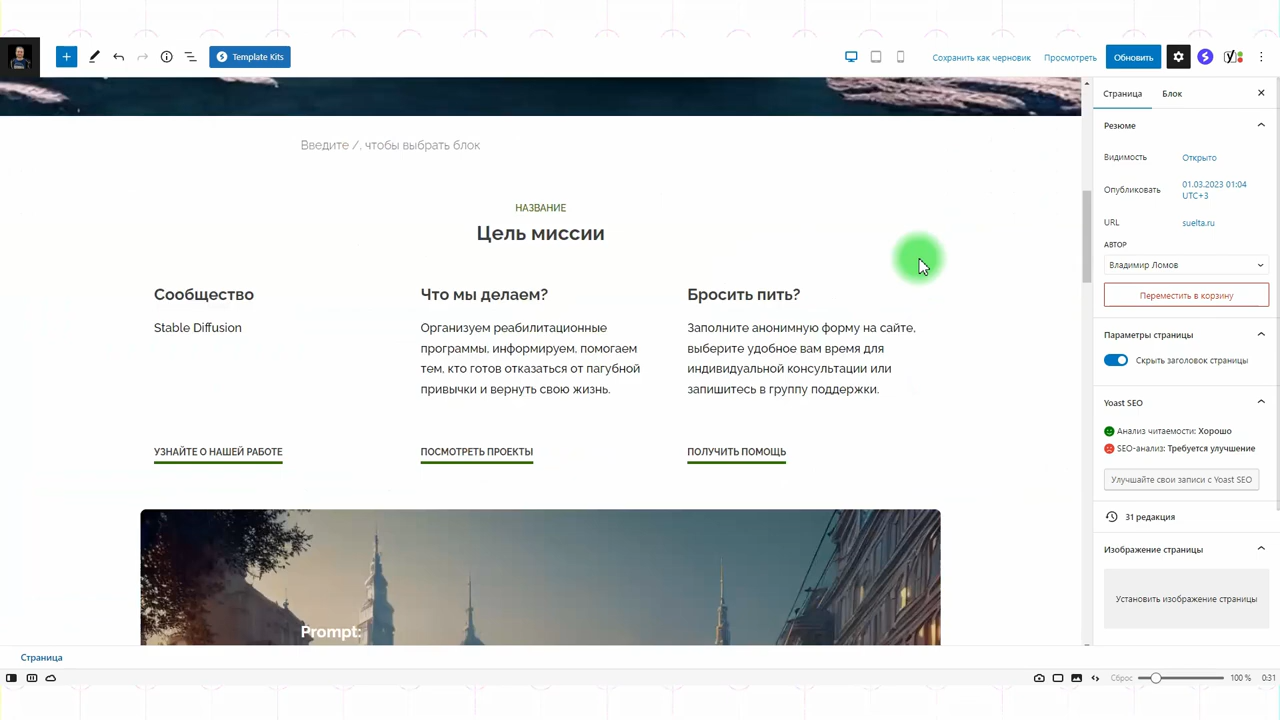 Template Kits
Сохранить как черновик
Просмотреть
Обновить
Страница
Блок
Резюме
Видимость
Открыто
Опубликовать
01.03.2023 01:04
UTC+3
URL
suelta.ru
АВТОР
Владимир Ломов
Переместить в корзину
Параметры страницы
Скрыть заголовок страницы
Yoast SEO
Анализ читаемости: Хорошо
SEO-анализ: Требуется улучшение
Улучшайте свои записи с Yoast SEO
31 редакция
Изображение страницы
Установить изображение страницы
Введите /, чтобы выбрать блок
НАЗВАНИЕ
Цель миссии
Сообщество
Stable Diffusion
УЗНАЙТЕ О НАШЕЙ РАБОТЕ
Что мы делаем?
Организуем реабилитационные
программы, информируем, помогаем
тем, кто готов отказаться от пагубной
привычки и вернуть свою жизнь.
ПОСМОТРЕТЬ ПРОЕКТЫ
Бросить пить?
Заполните анонимную форму на сайте,
выберите удобное вам время для
индивидуальной консультации или
запишитесь в группу поддержки.
ПОЛУЧИТЬ ПОМОЩЬ
Prompt:
Страница
Сброс
100 %
0:31